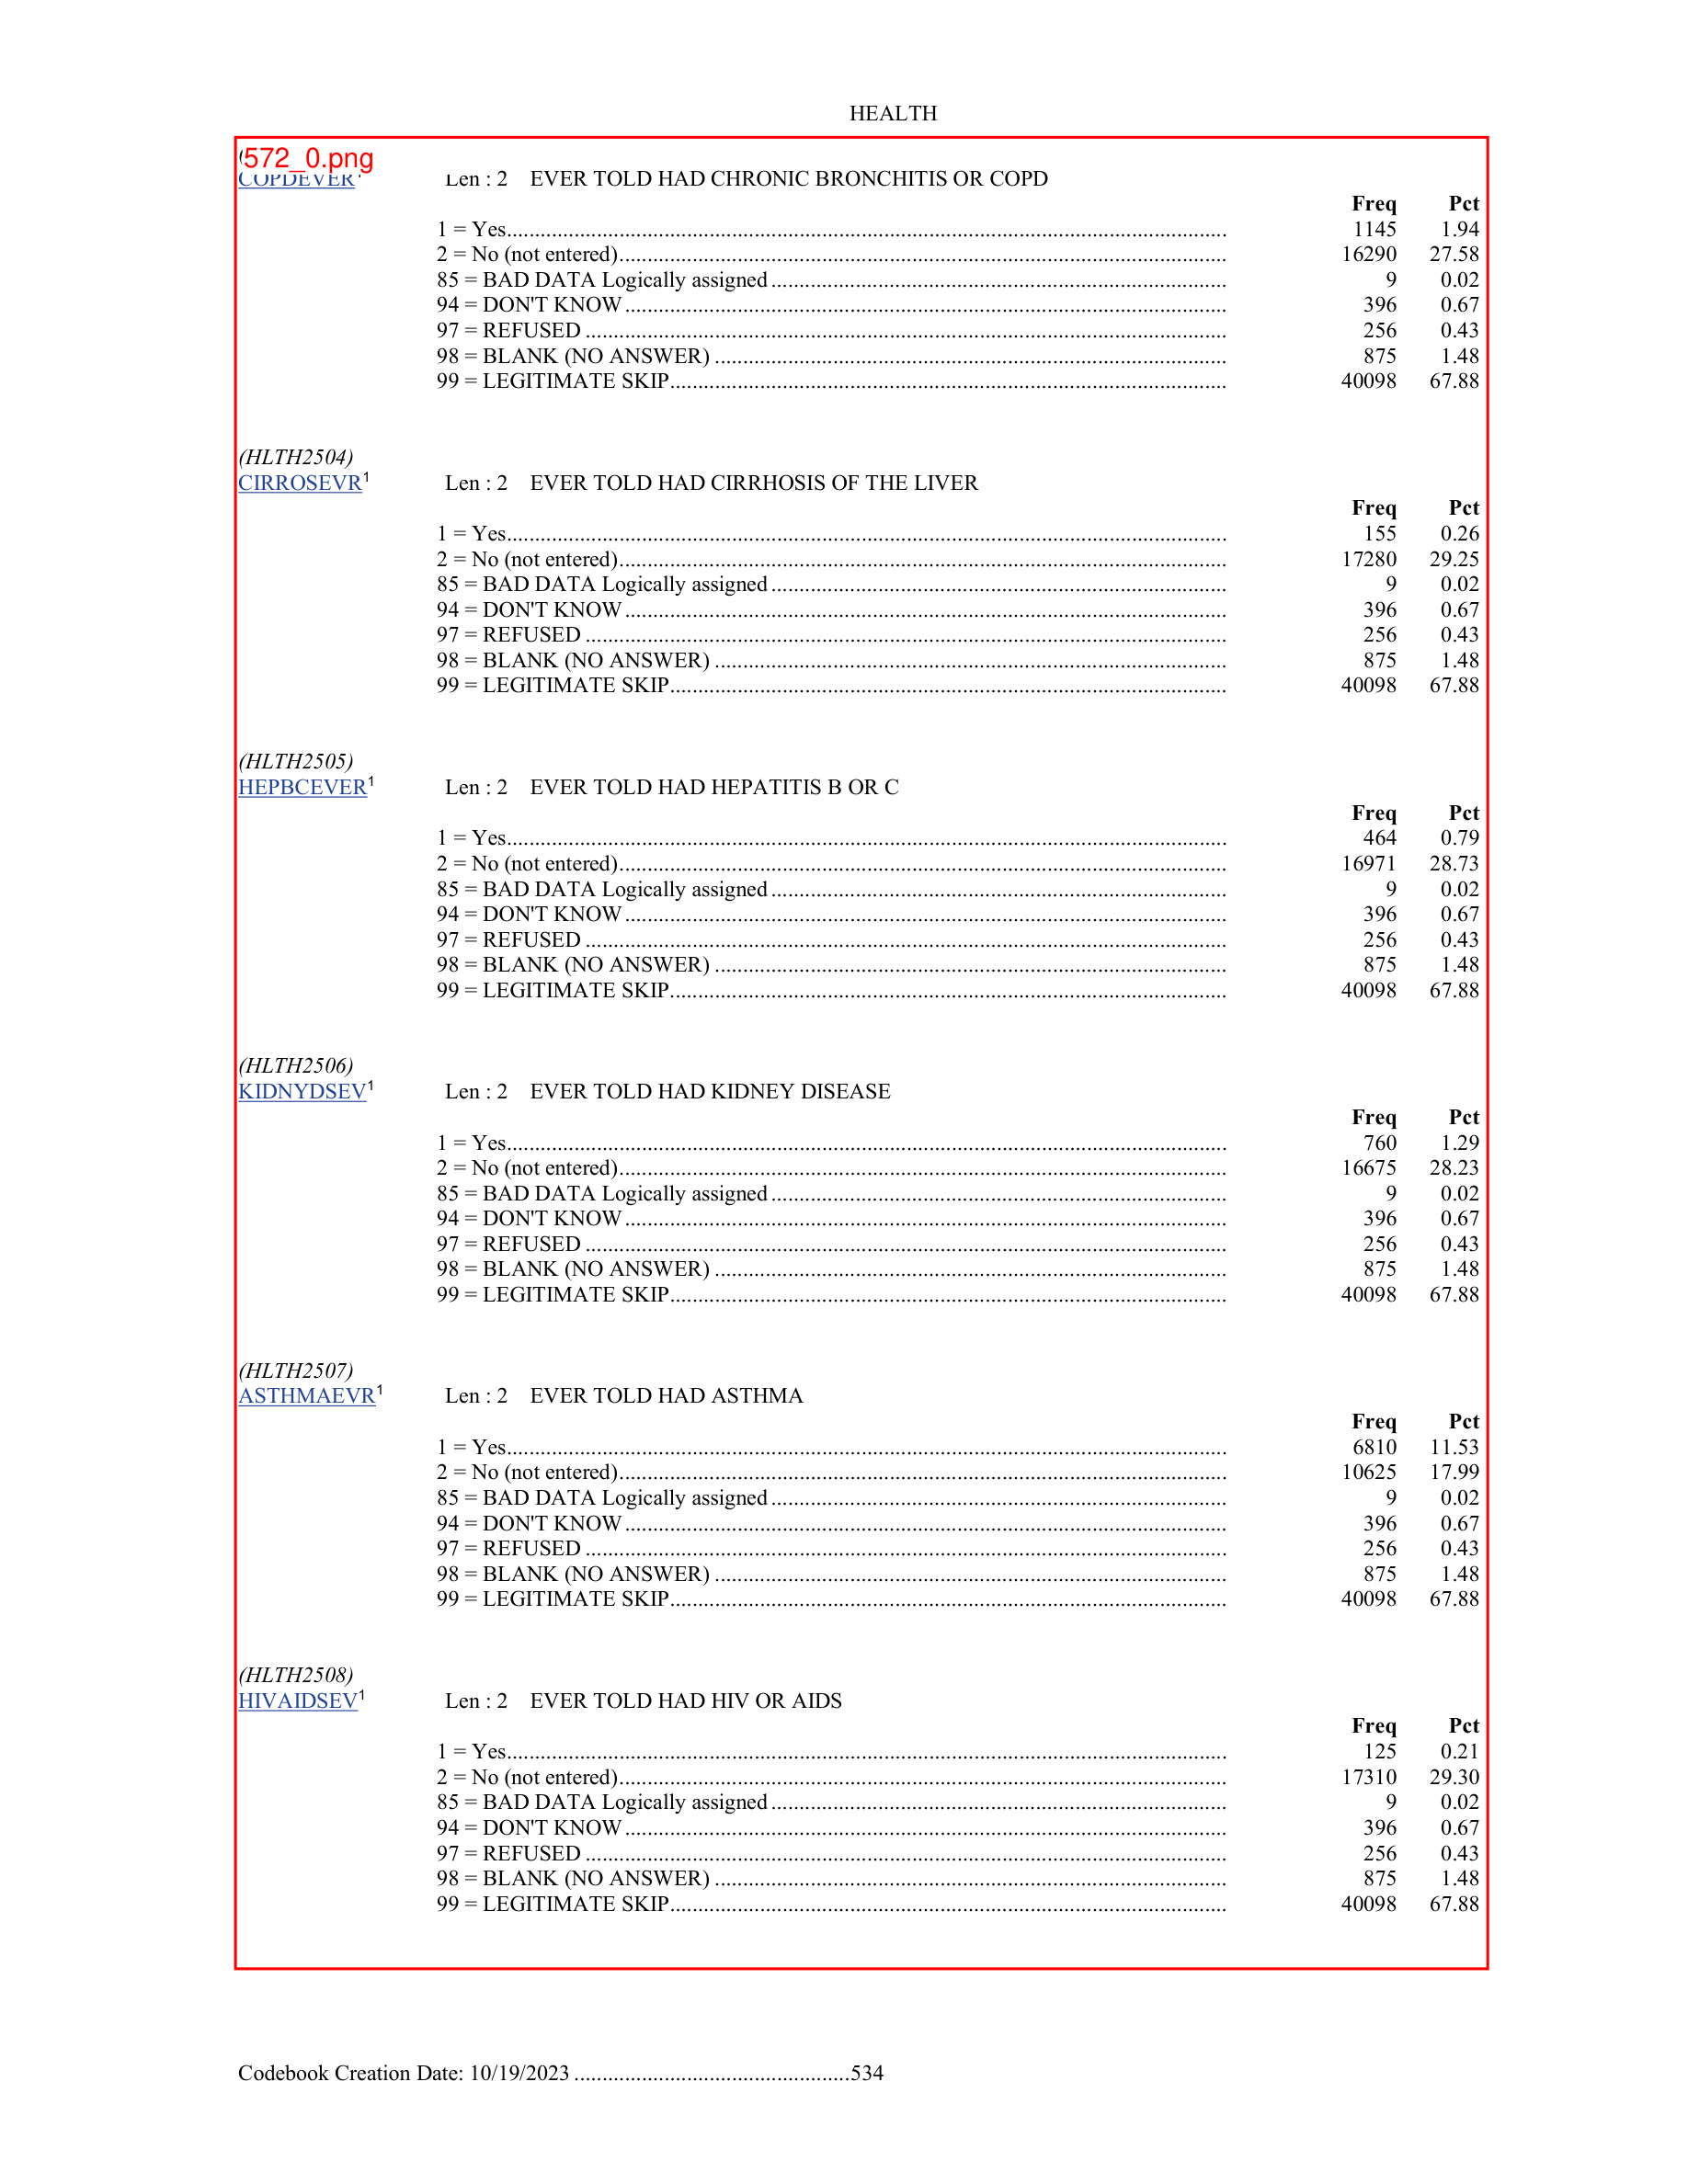 HEALTH
572_0.png
COPDEVER Len : 2 EVER TOLD HAD CHRONIC BRONCHITIS OR COPD
Freq Pct
1 = Yes 1145 1.94
2 = No (not entered) 16290 27.58
85 = BAD DATA Logically assigned 9 0.02
94 = DON'T KNOW 396 0.67
97 = REFUSED 256 0.43
98 = BLANK (NO ANSWER) 875 1.48
99 = LEGITIMATE SKIP 40098 67.88
(HLTH2504)
CIRROSEVR¹ Len : 2 EVER TOLD HAD CIRRHOSIS OF THE LIVER
Freq Pct
1 = Yes 155 0.26
2 = No (not entered) 17280 29.25
85 = BAD DATA Logically assigned 9 0.02
94 = DON'T KNOW 396 0.67
97 = REFUSED 256 0.43
98 = BLANK (NO ANSWER) 875 1.48
99 = LEGITIMATE SKIP 40098 67.88
(HLTH2505)
HEPBCEVER¹ Len : 2 EVER TOLD HAD HEPATITIS B OR C
Freq Pct
1 = Yes 464 0.79
2 = No (not entered) 16971 28.73
85 = BAD DATA Logically assigned 9 0.02
94 = DON'T KNOW 396 0.67
97 = REFUSED 256 0.43
98 = BLANK (NO ANSWER) 875 1.48
99 = LEGITIMATE SKIP 40098 67.88
(HLTH2506)
KIDNYDSEV¹ Len : 2 EVER TOLD HAD KIDNEY DISEASE
Freq Pct
1 = Yes 760 1.29
2 = No (not entered) 16675 28.23
85 = BAD DATA Logically assigned 9 0.02
94 = DON'T KNOW 396 0.67
97 = REFUSED 256 0.43
98 = BLANK (NO ANSWER) 875 1.48
99 = LEGITIMATE SKIP 40098 67.88
(HLTH2507)
ASTHMAEVR¹ Len : 2 EVER TOLD HAD ASTHMA
Freq Pct
1 = Yes 6810 11.53
2 = No (not entered) 10625 17.99
85 = BAD DATA Logically assigned 9 0.02
94 = DON'T KNOW 396 0.67
97 = REFUSED 256 0.43
98 = BLANK (NO ANSWER) 875 1.48
99 = LEGITIMATE SKIP 40098 67.88
(HLTH2508)
HIVAIDSEV¹ Len : 2 EVER TOLD HAD HIV OR AIDS
Freq Pct
1 = Yes 125 0.21
2 = No (not entered) 17310 29.30
85 = BAD DATA Logically assigned 9 0.02
94 = DON'T KNOW 396 0.67
97 = REFUSED 256 0.43
98 = BLANK (NO ANSWER) 875 1.48
99 = LEGITIMATE SKIP 40098 67.88
Codebook Creation Date: 10/19/2023 534